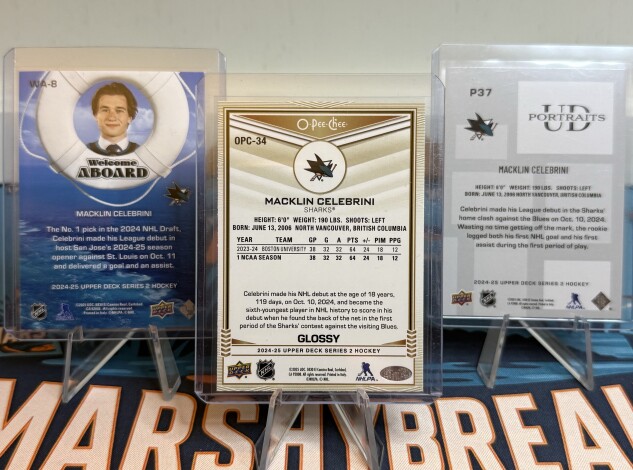 WA-8
Welcome
ABOARD
MACKLIN CELEBRINI
The No. 1 pick in the 2024 NHL Draft,
Celebrini made his League debut in
host San Jose's 2024-25 season
opener against St. Louis on Oct. 11
and delivered a goal and an assist.
2024-25 UPPER DECK SERIES 2 HOCKEY
O-Pee-Chee
OPC-34
MACKLIN CELEBRINI
SHARKS®
HEIGHT: 6'0" WEIGHT: 190 LBS. SHOOTS: LEFT
BORN: JUNE 13, 2006 NORTH VANCOUVER, BRITISH COLUMBIA
YEAR TEAM GP G A PTS +/- PIM PPG
2023-24 BOSTON UNIVERSITY 38 32 32 64 24 18 12
1 NCAA SEASON 38 32 32 64 24 18 12
Celebrini made his NHL debut at the age of 18 years,
119 days, on Oct. 10, 2024, and became the
sixth-youngest player in NHL history to score in his
debut when he found the back of the net in the first
period of the Sharks' contest against the visiting Blues.
GLOSSY
2024-25 UPPER DECK SERIES 2 HOCKEY
NHLPA
P37
UD
PORTRAITS
MACKLIN CELEBRINI
HEIGHT: 6'0" WEIGHT: 190 LBS. SHOOTS: LEFT
BORN: JUNE 13, 2006 NORTH VANCOUVER, BRITISH COLUMBIA
Celebrini made his League debut in the Sharks'
home clash against the Blues on Oct. 10, 2024.
Wasting no time getting off the mark, the rookie
logged both his first NHL goal and his first
assist during the first period of play.
2024-25 UPPER DECK SERIES 2 HOCKEY
MARSHYBREA